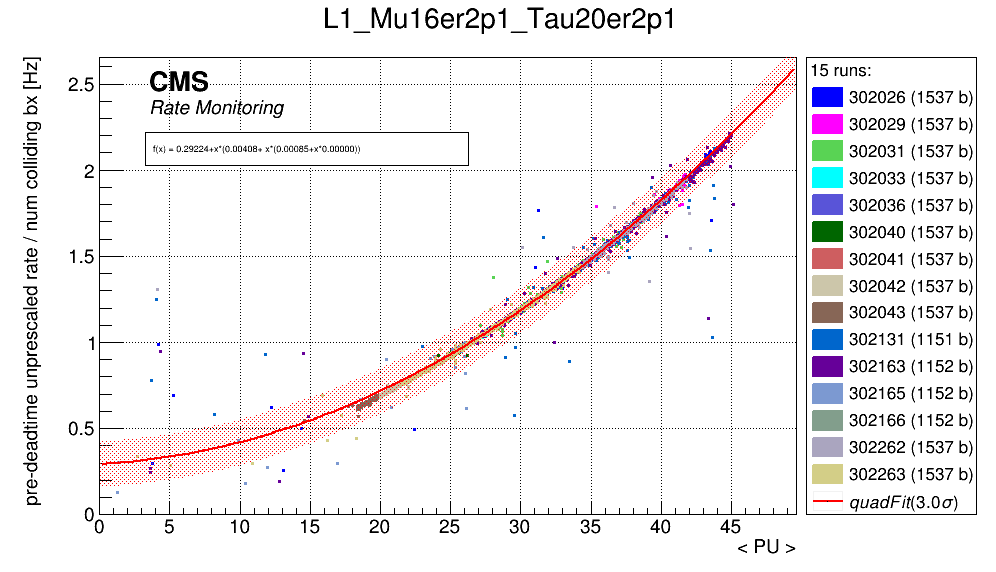 L1_Mu16er2p1_Tau20er2p1
pre-deadtime unprescaled rate / num colliding bx [Hz]
CMS
Rate Monitoring
f(x) = 0.29224+x*(0.00408+ x*(0.00085+x*0.00000))
2.5
2
1.5
1
0.5
0
0 5 10 15 20 25 30 35 40 45
< PU >
15 runs:
302026 (1537 b)
302029 (1537 b)
302031 (1537 b)
302033 (1537 b)
302036 (1537 b)
302040 (1537 b)
302041 (1537 b)
302042 (1537 b)
302043 (1537 b)
302131 (1151 b)
302163 (1152 b)
302165 (1152 b)
302166 (1152 b)
302262 (1537 b)
302263 (1537 b)
quadFit(3.0σ)